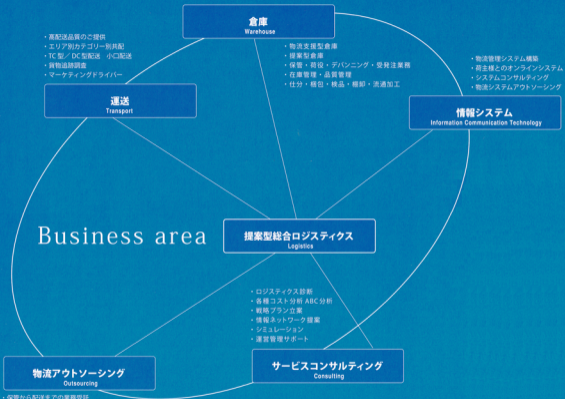 倉庫
Warehouse
・物流支援型倉庫
・提案型倉庫
・保管・荷役・デバンニング・受発注業務
・在庫管理・品質管理
・仕分・梱包・検品・棚卸・流通加工
・高配送品質のご提供
・エリア別カテゴリー別共配
・TC型/DC型配送 小口配送
・貨物追跡調査
・マーケティングドライバー
運送
Transport
・物流管理システム構築
・荷主様とのオンラインシステム
・システムコンサルティング
・物流システムアウトソーシング
情報システム
Information Communication Technology
Business area
提案型総合ロジスティクス
Logistics
・ロジスティクス診断
・各種コスト分析 ABC分析
・戦略プラン立案
・情報ネットワーク提案
・シミュレーション
・運営管理サポート
物流アウトソーシング
Outsourcing
サービスコンサルティング
Consulting
・保管から配送までの業務受託